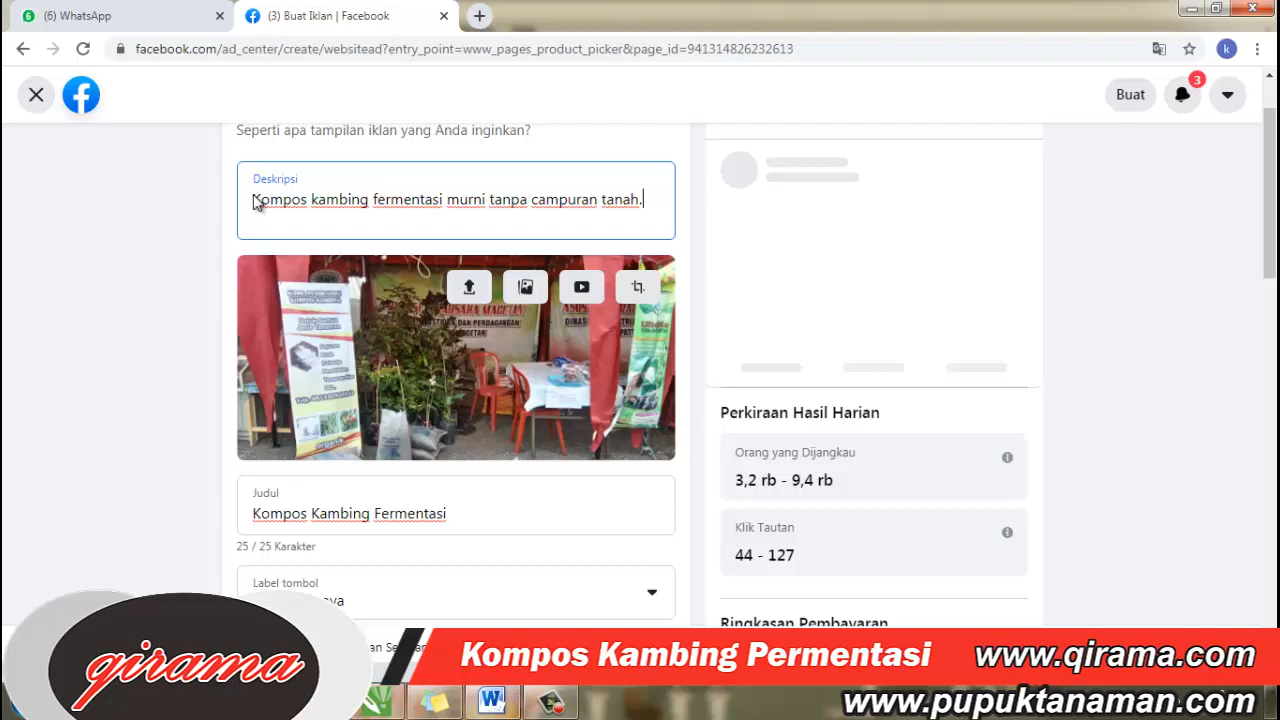 (6) WhatsApp
(3) Buat Iklan | Facebook
facebook.com/ad_center/create/websitead?entry_point=www_pages_product_picker&page_id=941314826232613
k
Buat
3
Seperti apa tampilan iklan yang Anda inginkan?
Deskripsi
Kompos kambing fermentasi murni tanpa campuran tanah.
Judul
Kompos Kambing Fermentasi
25 / 25 Karakter
Label tombol
Perkiraan Hasil Harian
Orang yang Dijangkau
3,2 rb - 9,4 rb
Klik Tautan
44 - 127
Ringkasan Pembayaran
qirama
Kompos Kambing Permentasi
www.qirama.com
www.pupuktanaman.com